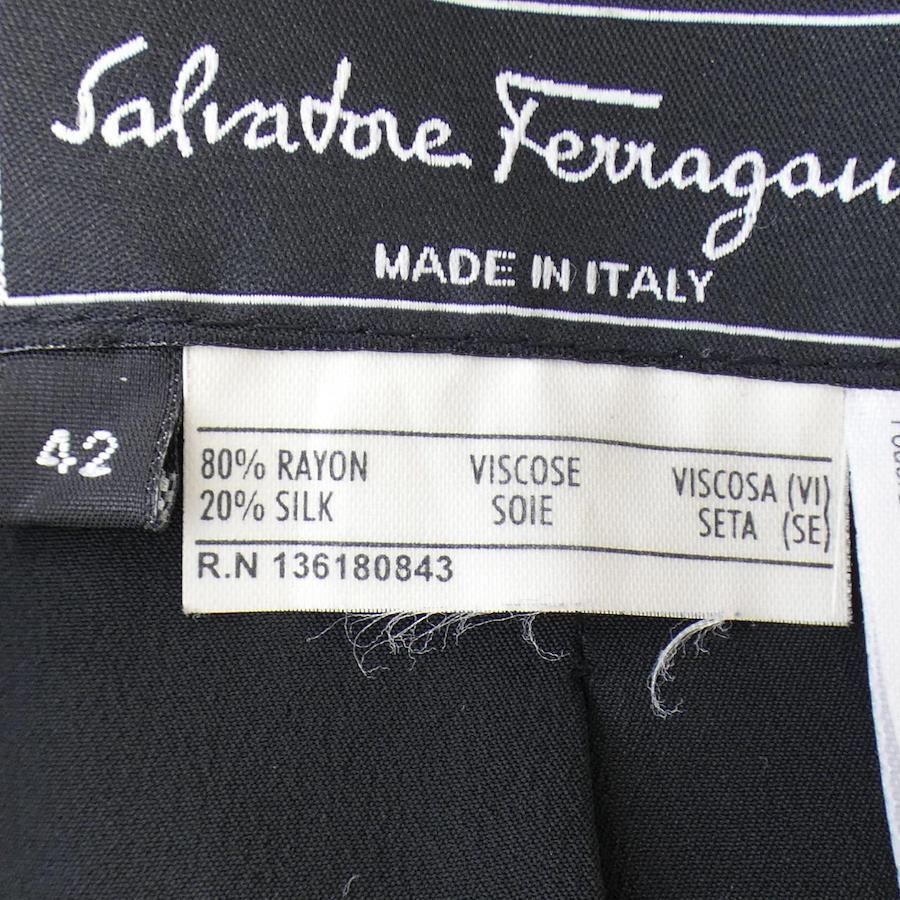 Salvatore Ferragam
MADE IN ITALY
42
80% RAYON VISCOSE VISCOSA (VI)
20% SILK SOIE SETA (SE)
R.N 136180843